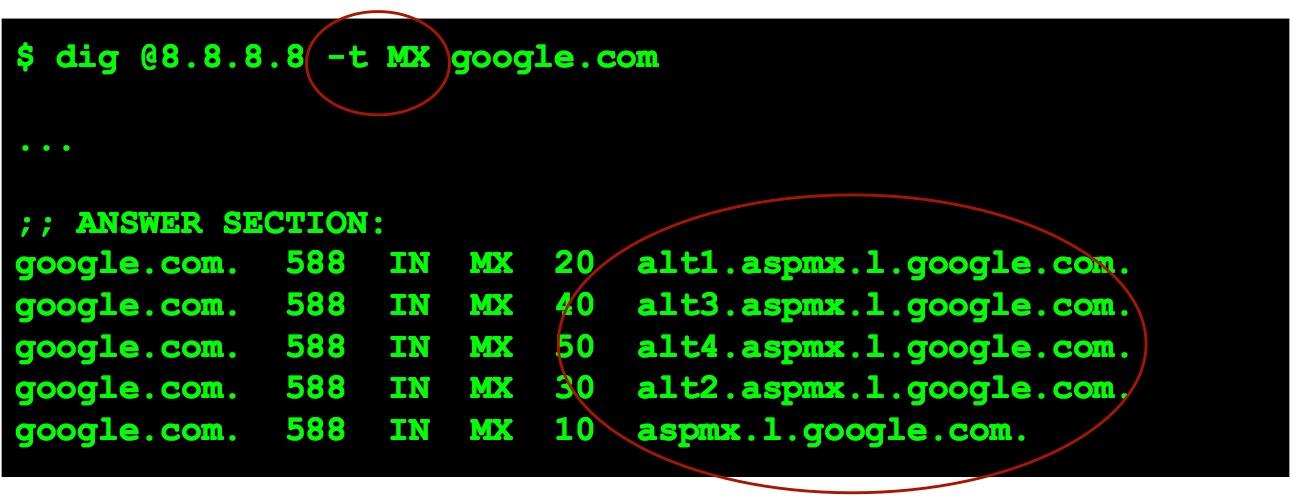 $ dig @8.8.8.8 -t MX google.com
...
;; ANSWER SECTION:
google.com. 588 IN MX 20 alt1.aspmx.l.google.com.
google.com. 588 IN MX 40 alt3.aspmx.l.google.com.
google.com. 588 IN MX 50 alt4.aspmx.l.google.com.
google.com. 588 IN MX 30 alt2.aspmx.l.google.com.
google.com. 588 IN MX 10 aspmx.l.google.com.